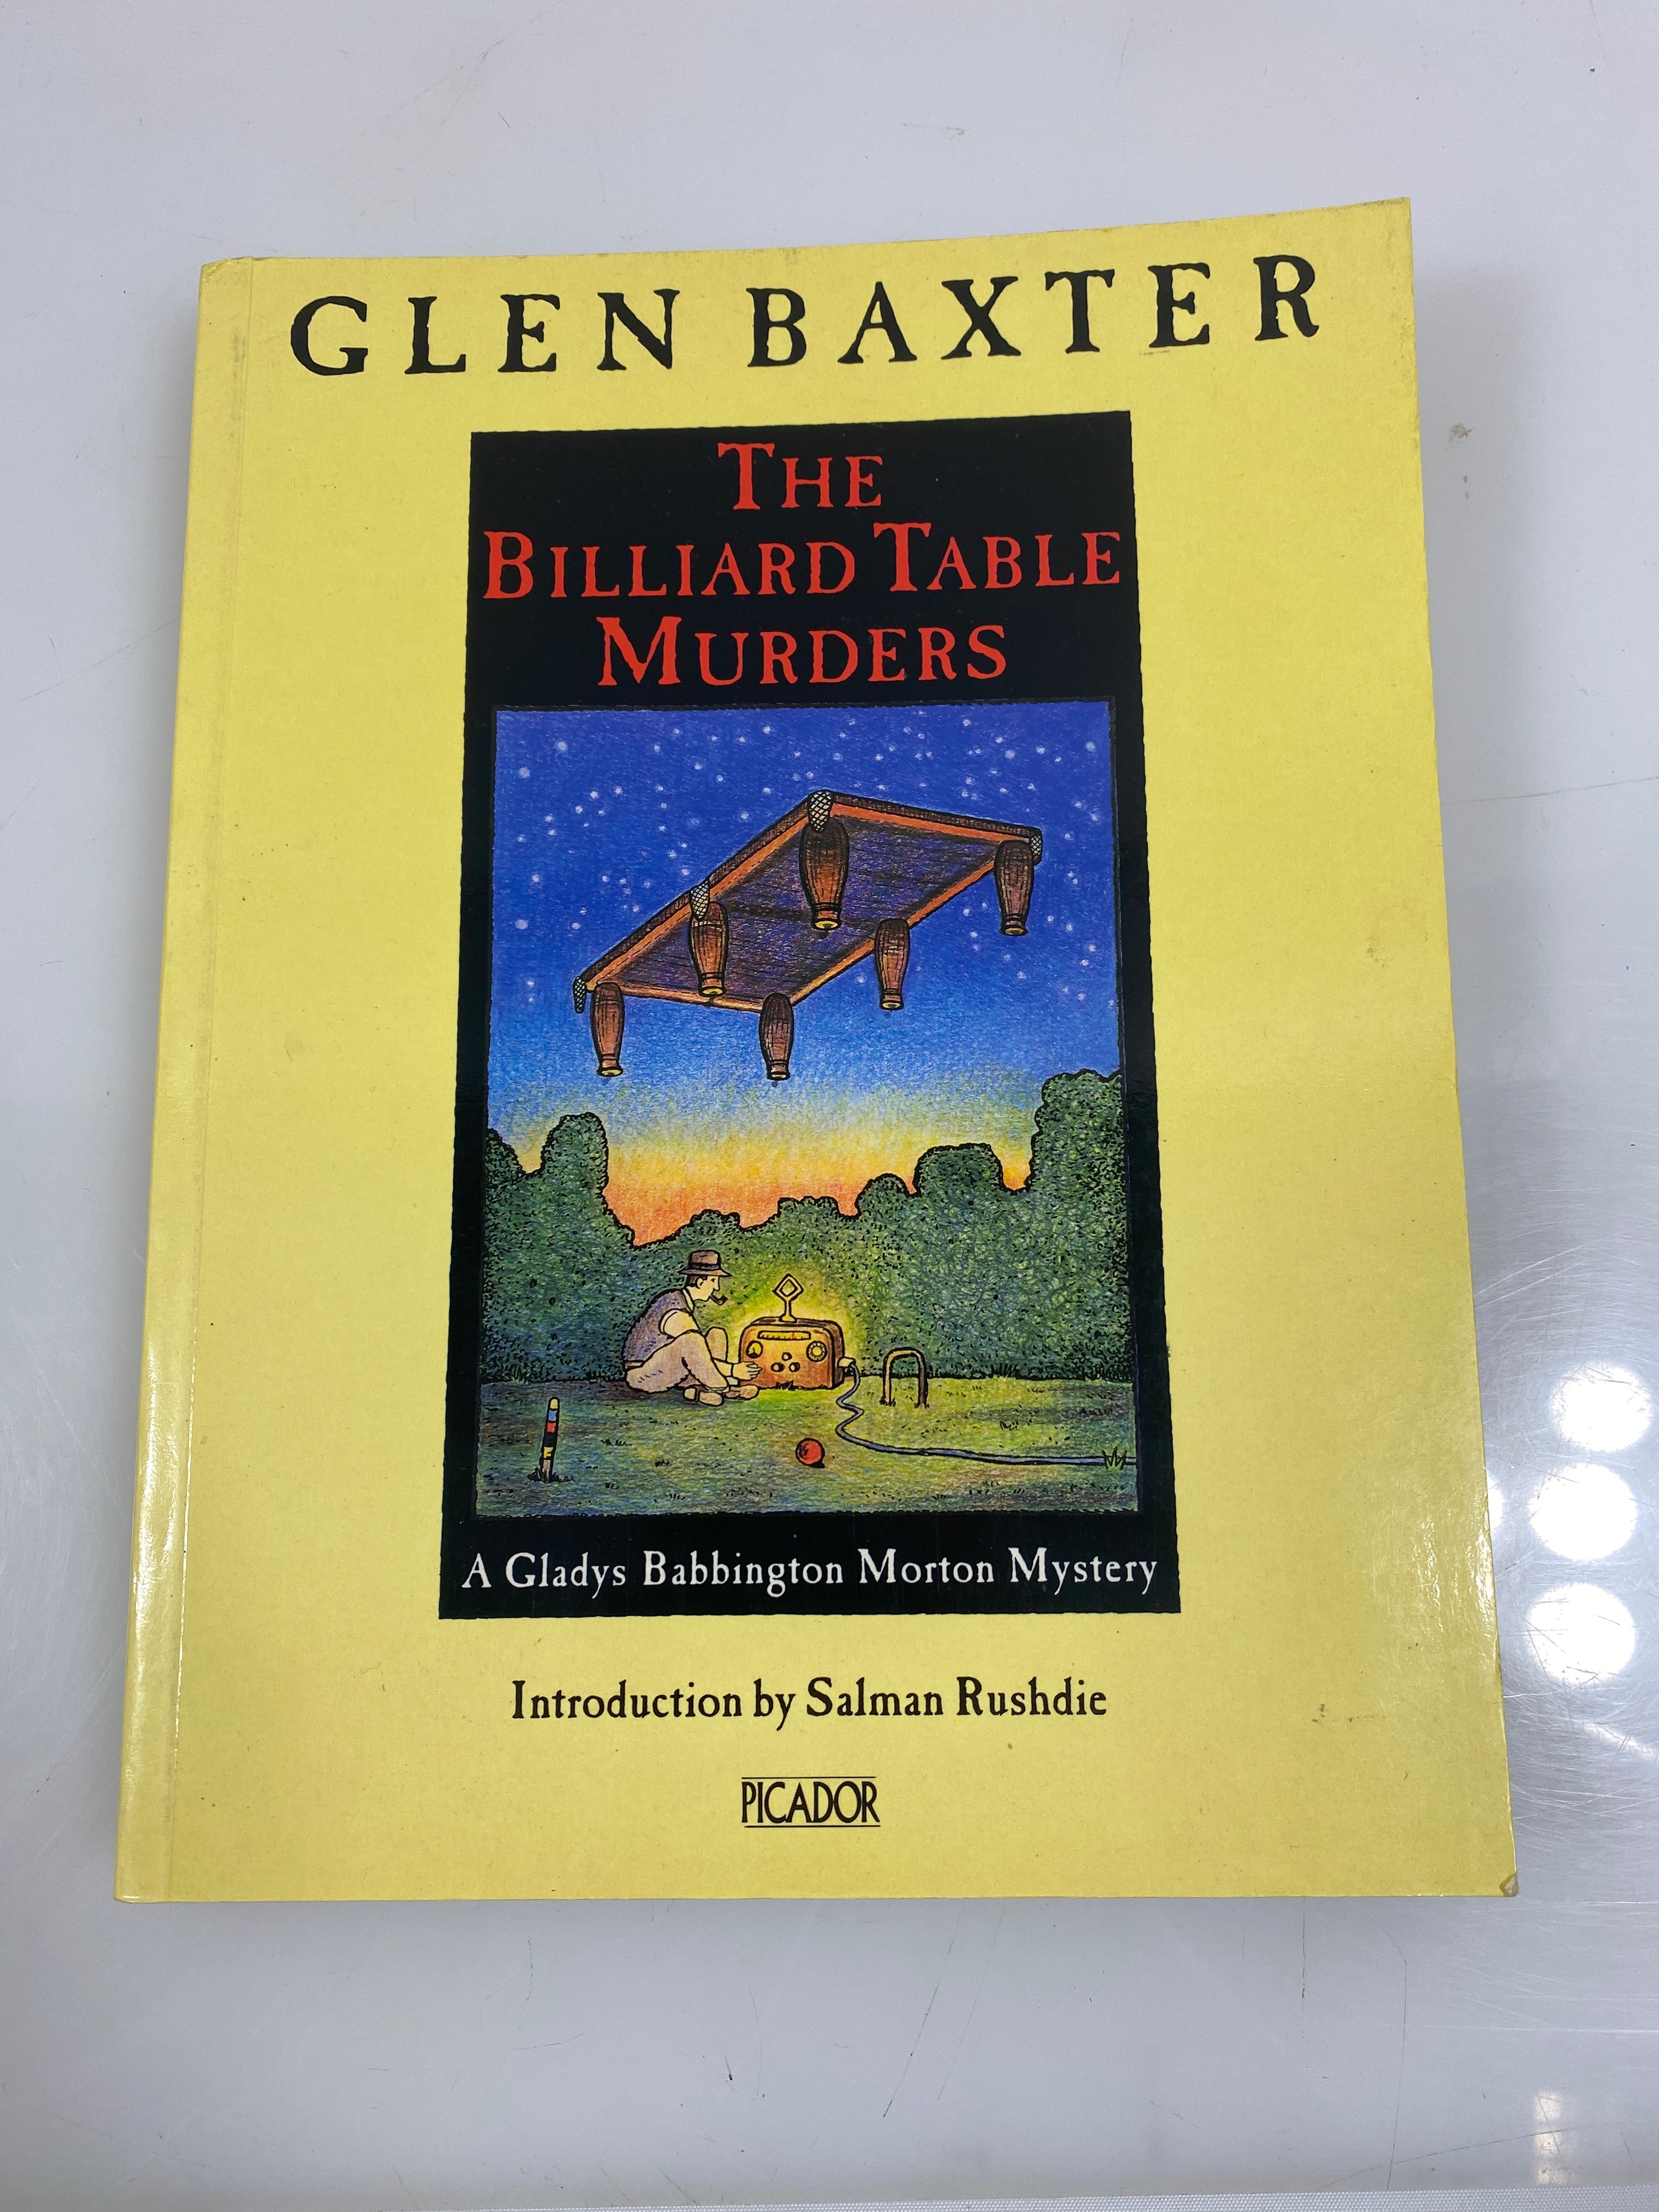 GLEN BAXTER
THE
BILLIARD TABLE
MURDERS
A Gladys Babbington Morton Mystery
Introduction by Salman Rushdie
PICADOR